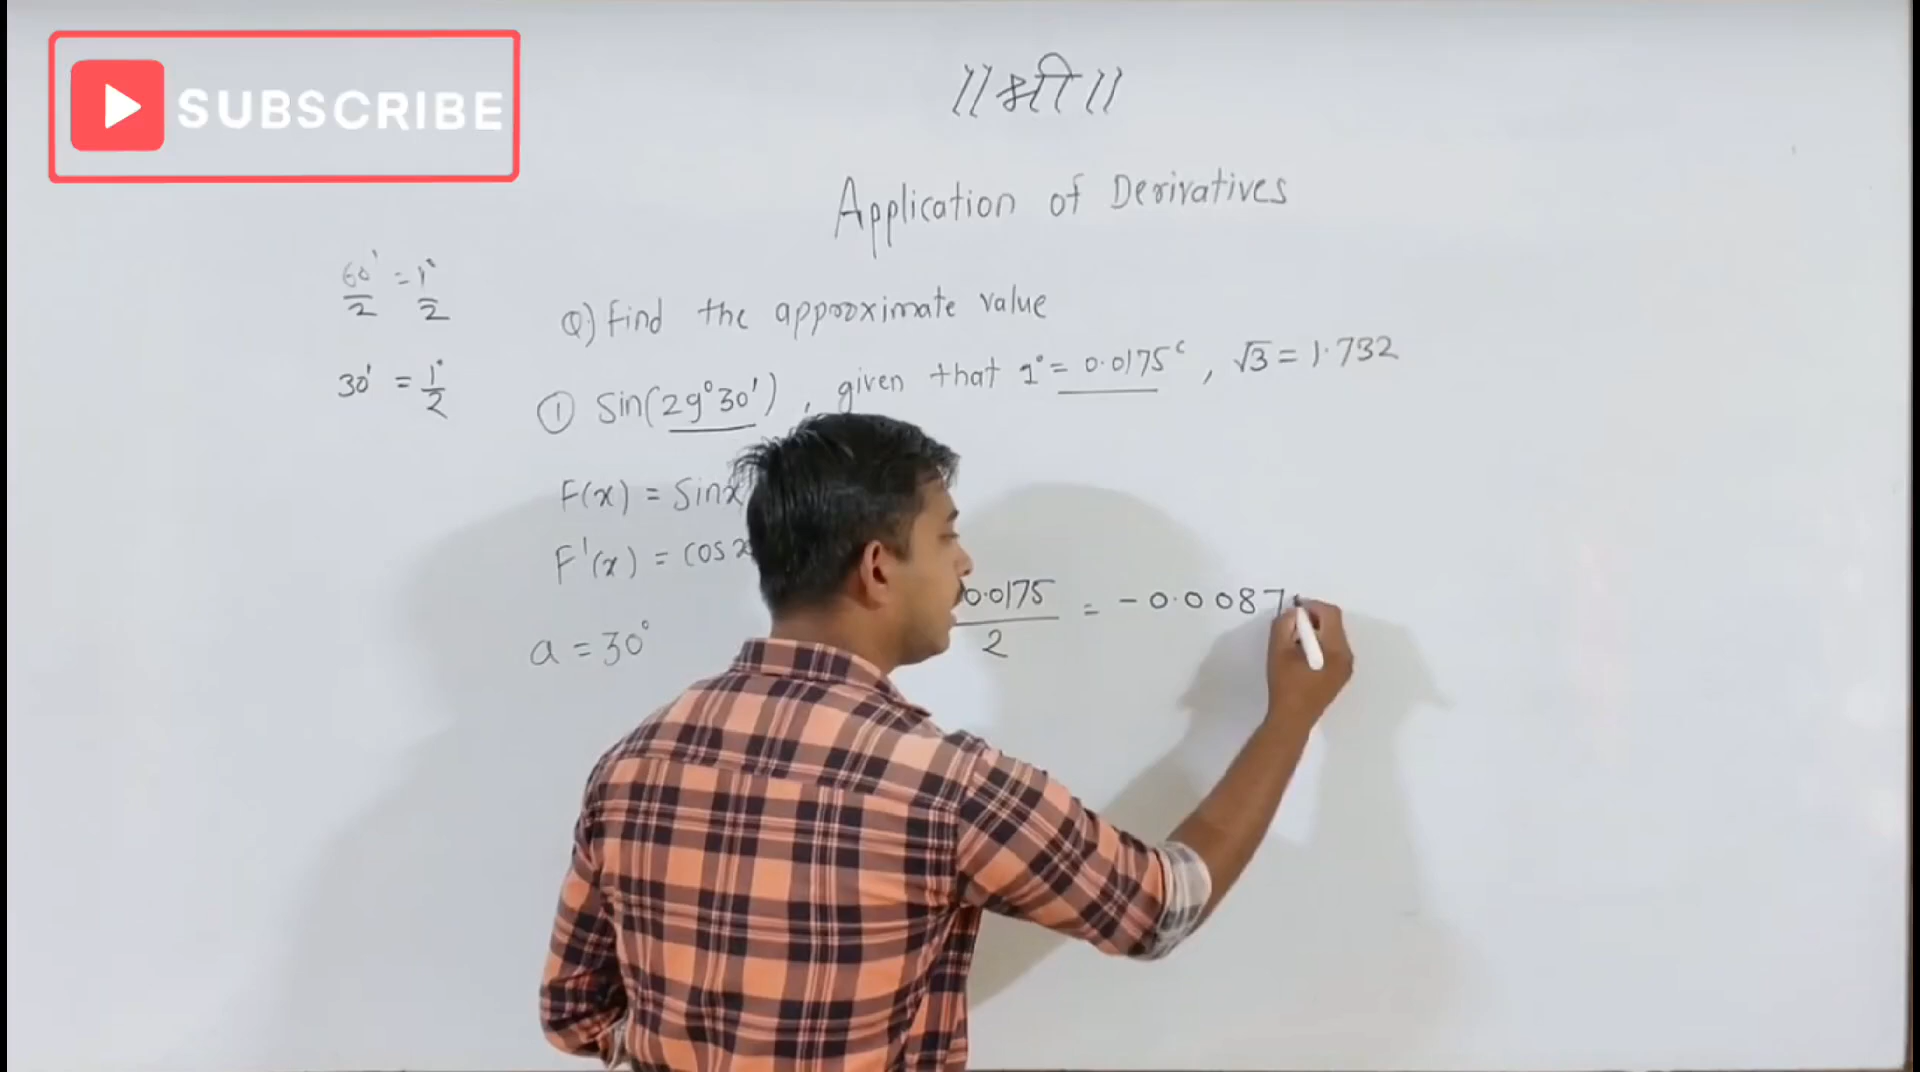 SUBSCRIBE
||श्री||
Application of Derivatives
60' = 1°
2 2
30' = 1°
2
Q) Find the approximate value
① Sin(29°30'), given that 1° = 0.0175ᶜ, √3 = 1.732
F(x) = Sinx
F'(x) = cos x
a = 30°
0.0175 = -0.0087
2